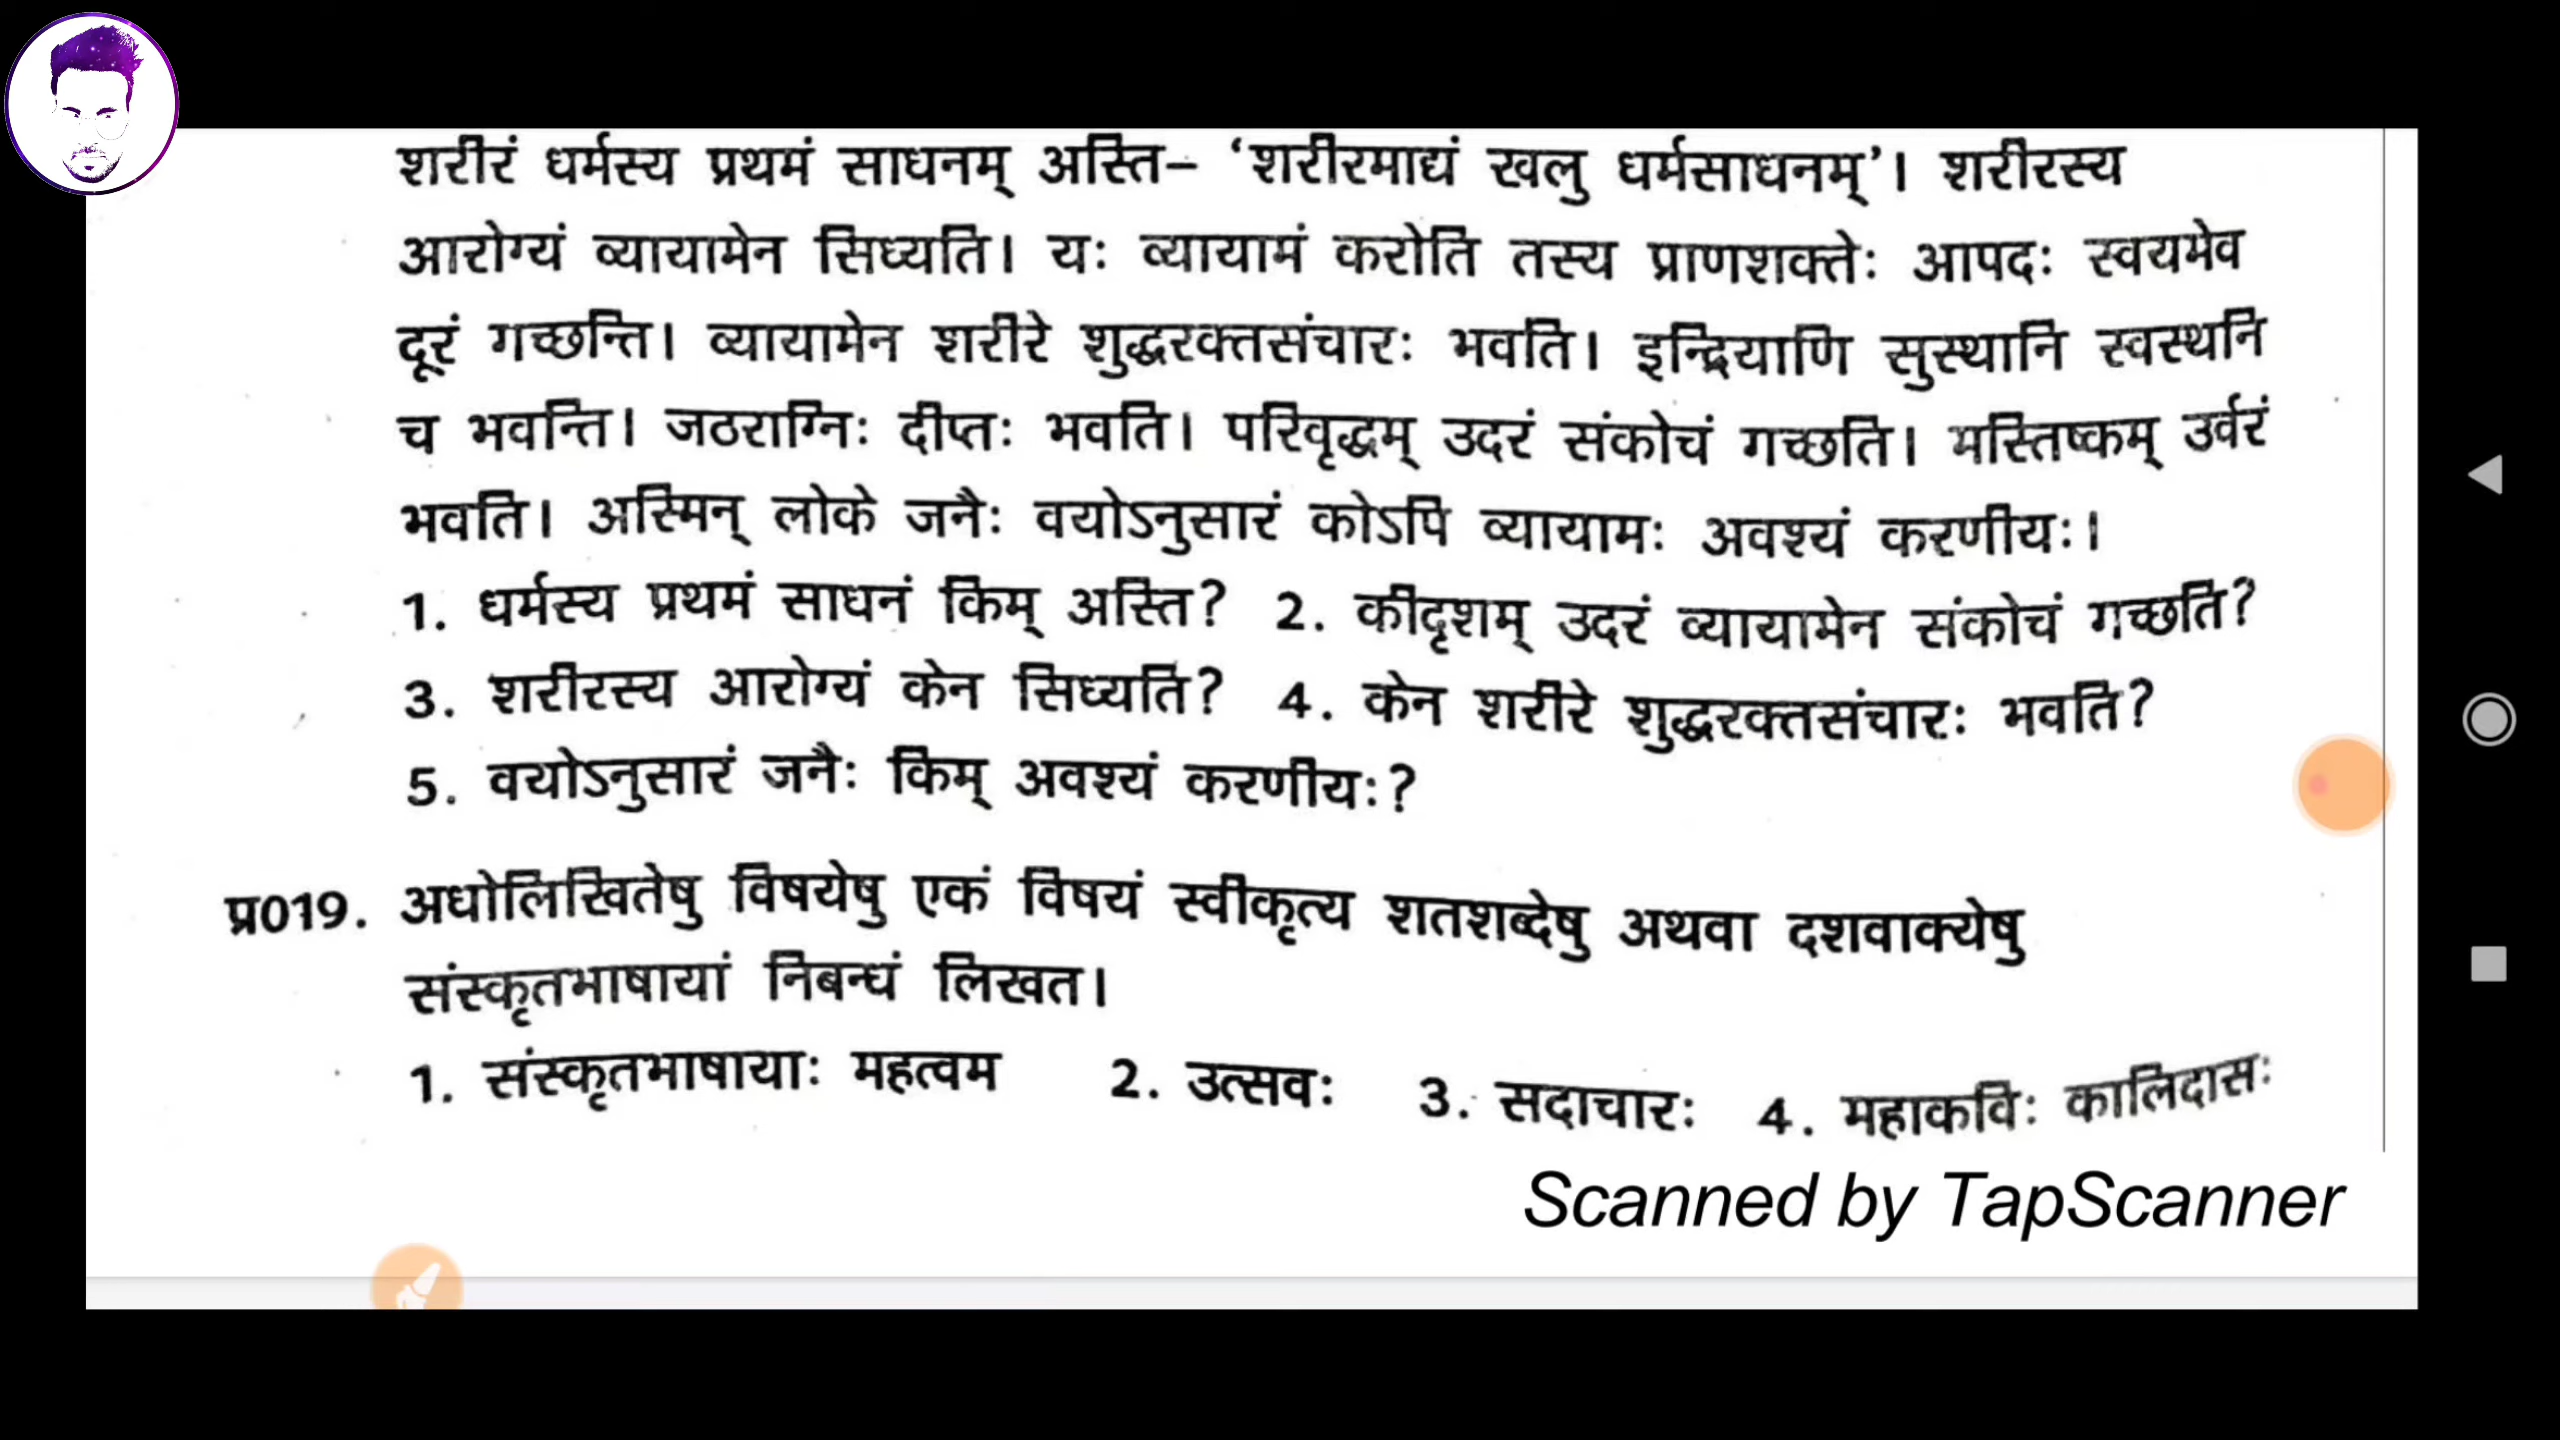 शरीरं धर्मस्य प्रथमं साधनम् अस्ति– ‘शरीरमाद्यं खलु धर्मसाधनम्’। शरीरस्य
आरोग्यं व्यायामेन सिध्यति। यः व्यायामं करोति तस्य प्राणशक्तेः आपदः स्वयमेव
दूरं गच्छन्ति। व्यायामेन शरीरे शुद्धरक्तसंचारः भवति। इन्द्रियाणि सुस्थानि स्वस्थनि
च भवन्ति। जठराग्निः दीप्तः भवति। परिवृद्धम् उदरं संकोचं गच्छति। मस्तिष्कम् उर्वरं
भवति। अस्मिन् लोके जनैः वयोऽनुसारं कोऽपि व्यायामः अवश्यं करणीयः।
1. धर्मस्य प्रथमं साधनं किम् अस्ति? 2. कीदृशम् उदरं व्यायामेन संकोचं गच्छति?
3. शरीरस्य आरोग्यं केन सिध्यति? 4. केन शरीरे शुद्धरक्तसंचारः भवति?
5. वयोऽनुसारं जनैः किम् अवश्यं करणीयः?
प्र019. अधोलिखितेषु विषयेषु एकं विषयं स्वीकृत्य शतशब्देषु अथवा दशवाक्येषु
संस्कृतभाषायां निबन्धं लिखत।
1. संस्कृतभाषायाः महत्वम 2. उत्सवः 3. सदाचारः 4. महाकविः कालिदासः
Scanned by TapScanner